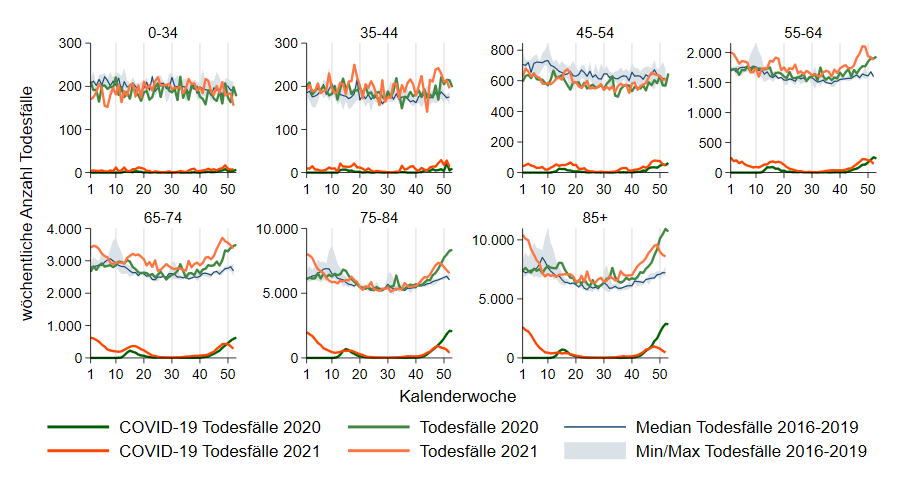 0-34
35-44
45-54
55-64
300
200
100
0
1 10 20 30 40 50
300
200
100
0
1 10 20 30 40 50
800
600
400
200
0
1 10 20 30 40 50
2.000
1.500
1.000
500
0
1 10 20 30 40 50
wöchentliche Anzahl Todesfälle
65-74
75-84
85+
4.000
3.000
2.000
1.000
0
1 10 20 30 40 50
10.000
5.000
0
1 10 20 30 40 50
10.000
5.000
0
1 10 20 30 40 50
Kalenderwoche
COVID-19 Todesfälle 2020
Todesfälle 2020
Median Todesfälle 2016-2019
COVID-19 Todesfälle 2021
Todesfälle 2021
Min/Max Todesfälle 2016-2019